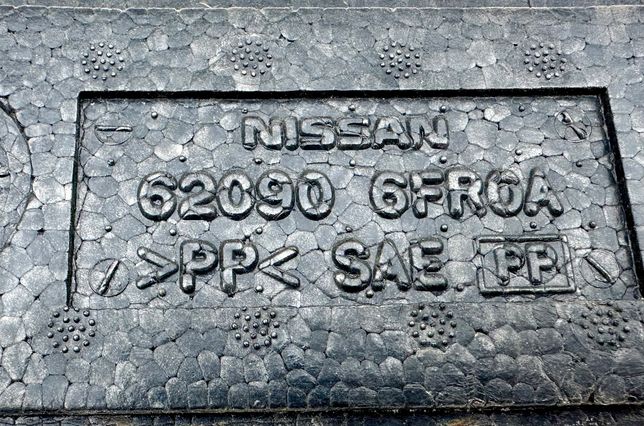 NISSAN
62090 6FR0A
>PP< SAE PP